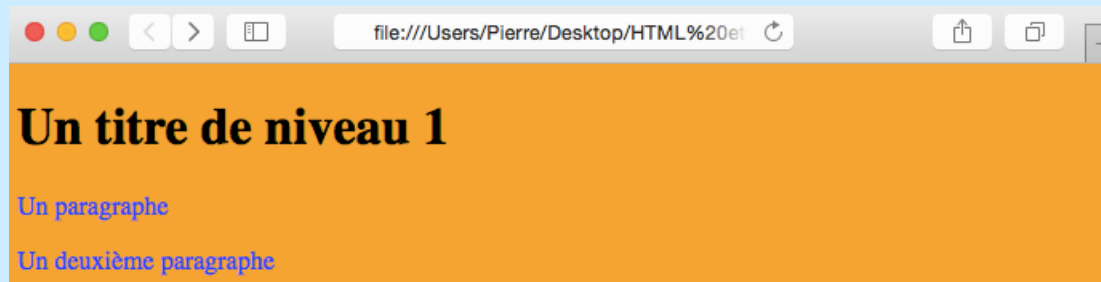 file:///Users/Pierre/Desktop/HTML%20et
Un titre de niveau 1
Un paragraphe
Un deuxième paragraphe